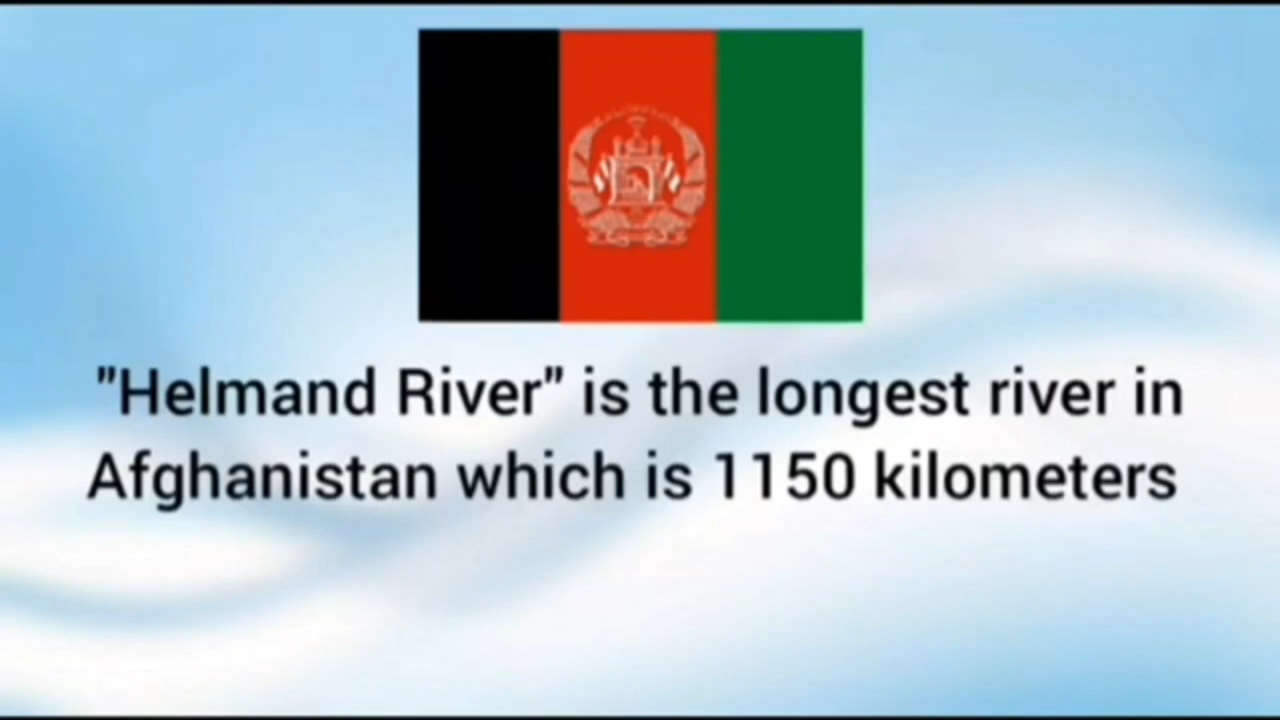 "Helmand River" is the longest river in
Afghanistan which is 1150 kilometers